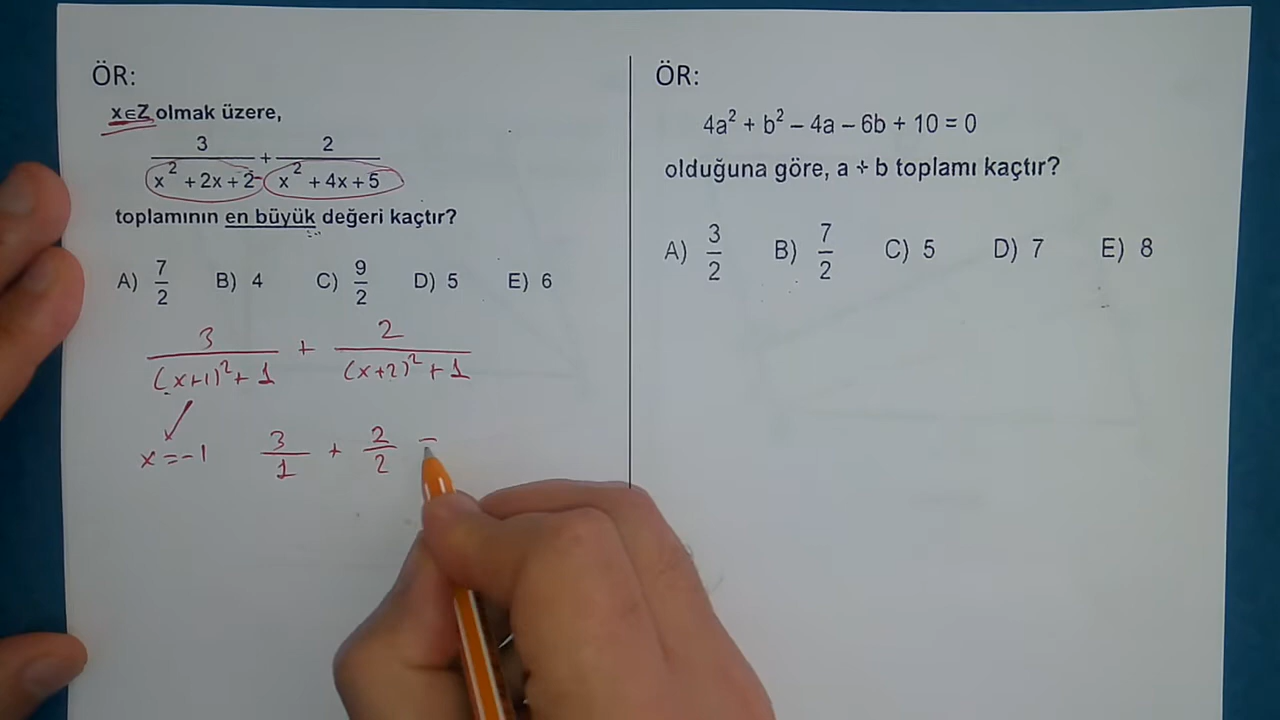 ÖR:
x∈Z olmak üzere,
3/(x² + 2x + 2) + 2/(x² + 4x + 5)
toplamının en büyük değeri kaçtır?
A) 7/2 B) 4 C) 9/2 D) 5 E) 6
3/((x+1)² + 1) + 2/((x+2)² + 1)
x = -1 3/1 + 2/2 =
ÖR:
4a² + b² – 4a – 6b + 10 = 0
olduğuna göre, a + b toplamı kaçtır?
A) 3/2 B) 7/2 C) 5 D) 7 E) 8